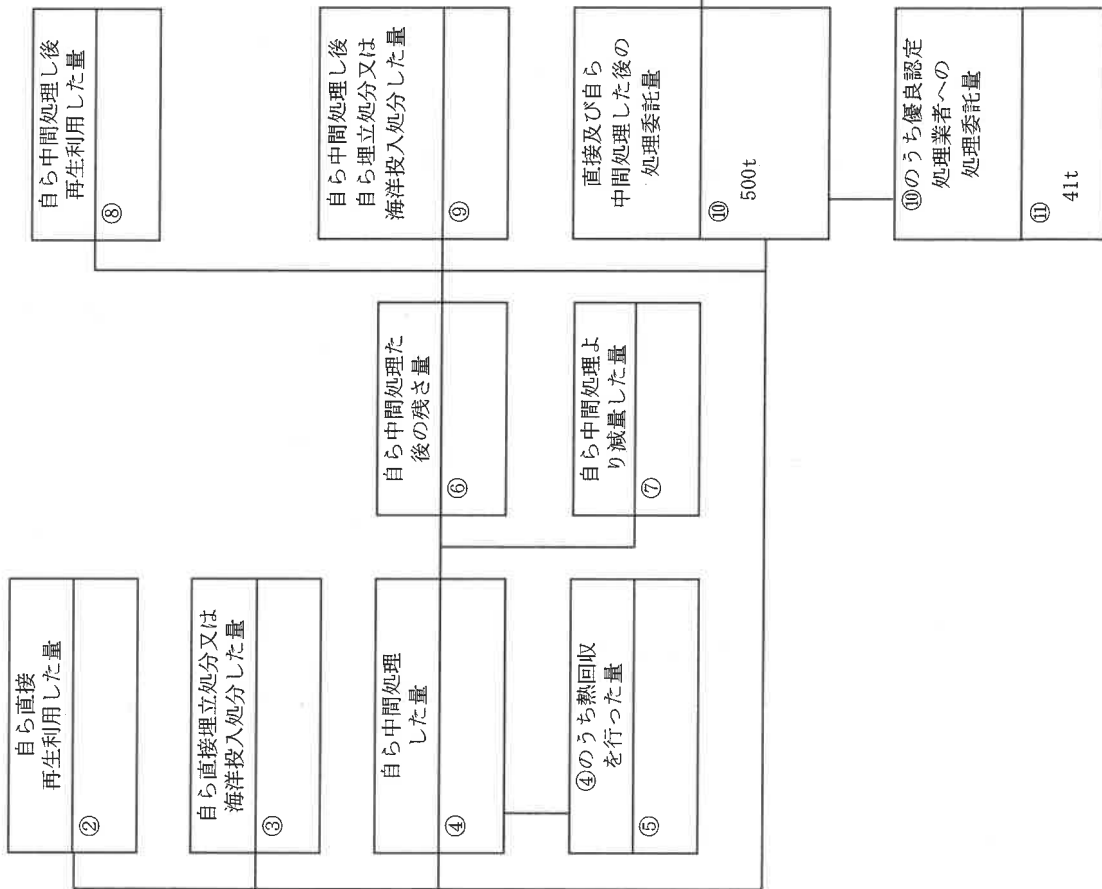 自ら直接
再生利用した量
②
自ら直接埋立処分又は
海洋投入処分した量
③
自ら中間処理
した量
④
④のうち熱回収
を行った量
⑤
自ら中間処理た
後の残さ量
⑥
自ら中間処理よ
り減量した量
⑦
自ら中間処理し後
再生利用した量
⑧
自ら中間処理し後
自ら埋立処分又は
海洋投入処分した量
⑨
直接及び自ら
中間処理した後の
処理委託量
⑩
500t
⑩のうち優良認定
処理業者への
処理委託量
⑪
41t